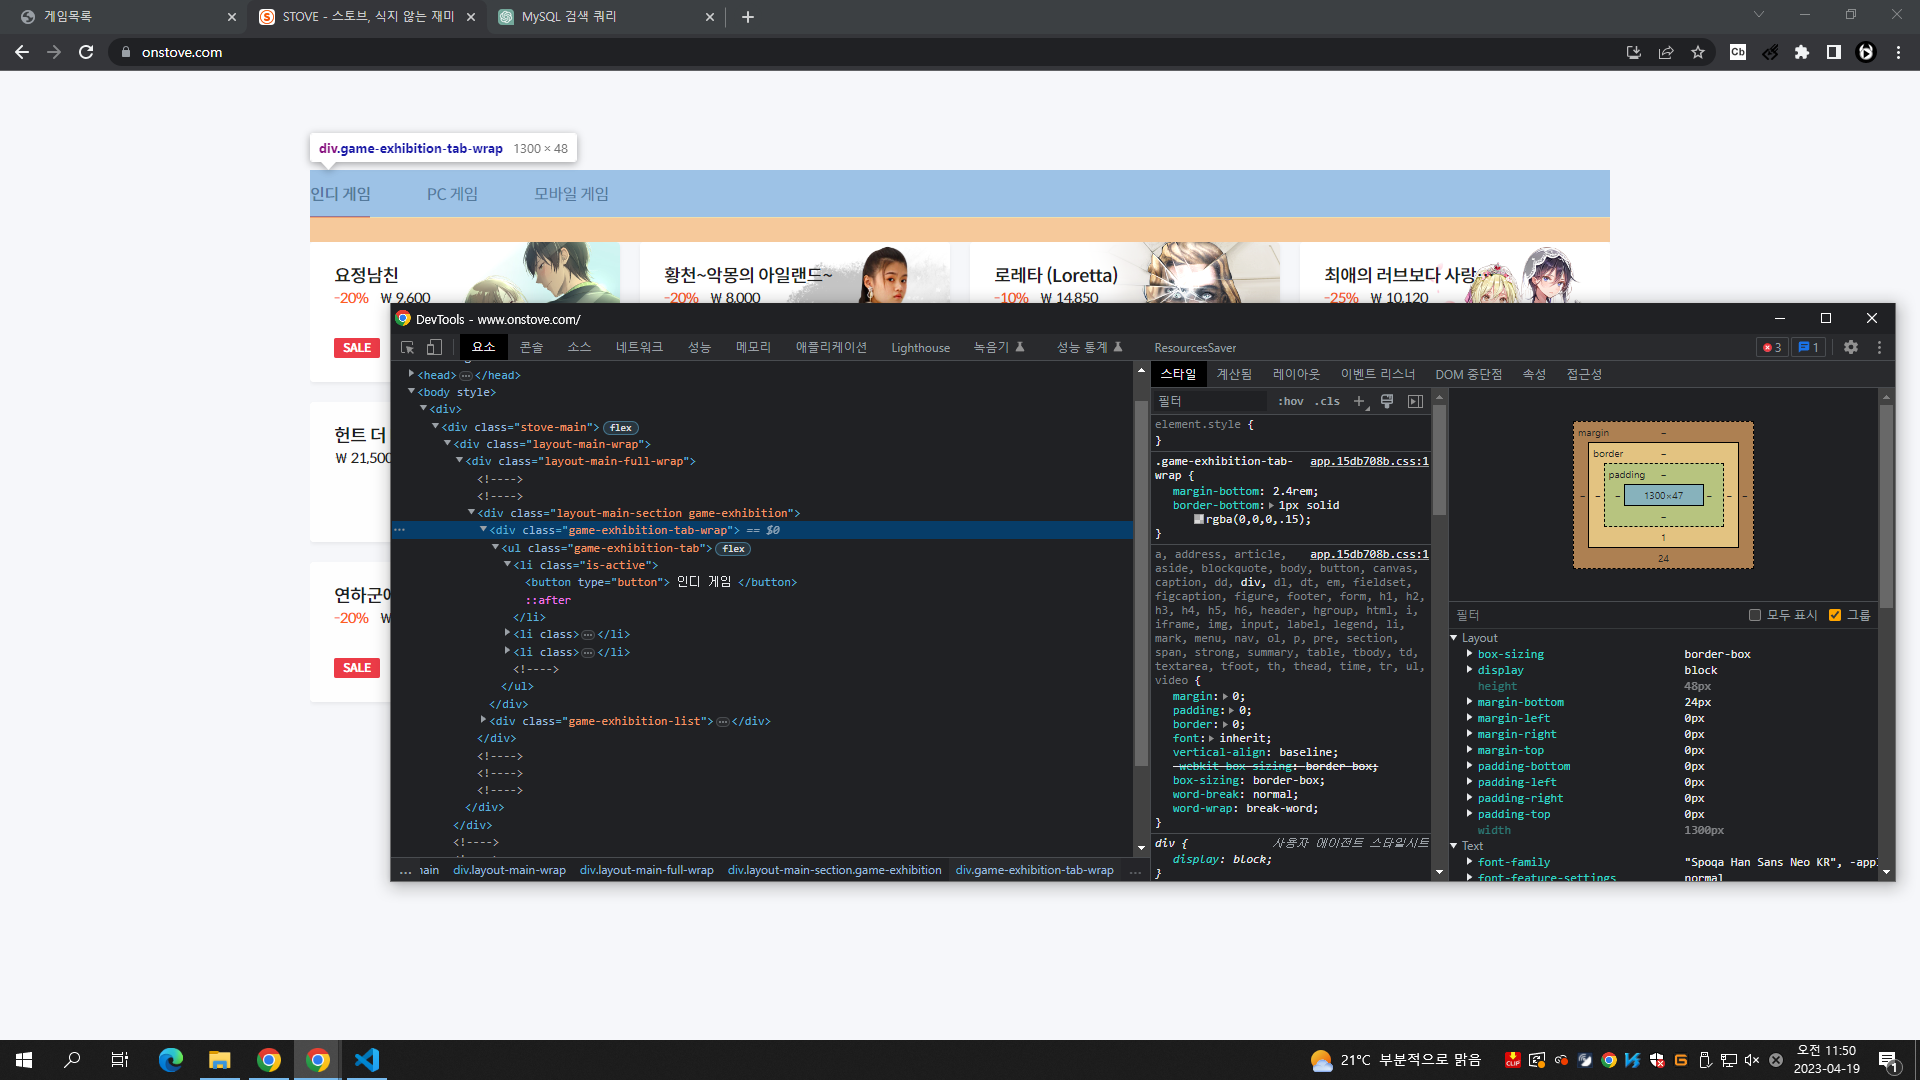 게임목록
STOVE - 스토브, 식지 않는 재미
MySQL 검색 쿼리
onstove.com
div.game-exhibition-tab-wrap 1300 × 48
인디 게임 PC 게임 모바일 게임
요정남친 황천~악몽의 아일랜드~ 로레타 (Loretta) 최애의 러브보다 사랑
-20% ₩ 9,600 -20% ₩ 8,000 -10% ₩ 14,850 -25% ₩ 10,120
SALE
헌트 더
₩ 21,500
연하군에
-20% ₩
SALE
DevTools - www.onstove.com/
요소 콘솔 소스 네트워크 성능 메모리 애플리케이션 Lighthouse 녹음기 성능 통계 ResourcesSaver 3 1
<head> … </head>
<body style>
<div>
<div class="stove-main"> flex
<div class="layout-main-wrap">
<div class="layout-main-full-wrap">
<!---->
<!---->
<div class="layout-main-section game-exhibition">
… <div class="game-exhibition-tab-wrap"> == $0
<ul class="game-exhibition-tab"> flex
<li class="is-active">
<button type="button"> 인디 게임 </button>
::after
</li>
<li class> … </li>
<li class> … </li>
<!---->
</ul>
</div>
<div class="game-exhibition-list"> … </div>
</div>
<!---->
<!---->
<!---->
</div>
</div>
<!---->
… nain div.layout-main-wrap div.layout-main-full-wrap div.layout-main-section.game-exhibition div.game-exhibition-tab-wrap …
스타일 계산됨 레이아웃 이벤트 리스너 DOM 중단점 속성 접근성
필터 :hov .cls +
element.style {
}
.game-exhibition-tab-wrap { app.15db708b.css:1
margin-bottom: 2.4rem;
border-bottom: 1px solid
rgba(0,0,0,.15);
}
a, address, article, app.15db708b.css:1
aside, blockquote, body, button, canvas,
caption, dd, div, dl, dt, em, fieldset,
figcaption, figure, footer, form, h1, h2,
h3, h4, h5, h6, header, hgroup, html, i,
iframe, img, input, label, legend, li,
mark, menu, nav, ol, p, pre, section,
span, strong, summary, table, tbody, td,
textarea, tfoot, th, thead, time, tr, ul,
video {
margin: 0;
padding: 0;
border: 0;
font: inherit;
vertical-align: baseline;
-webkit-box-sizing: border-box;
box-sizing: border-box;
word-break: normal;
word-wrap: break-word;
}
div { 사용자 에이전트 스타일시트
display: block;
}
margin –
border –
padding –
– – – 1300×47 – – –
–
1
24
필터 모두 표시 그룹
Layout
box-sizing border-box
display block
height 48px
margin-bottom 24px
margin-left 0px
margin-right 0px
margin-top 0px
padding-bottom 0px
padding-left 0px
padding-right 0px
padding-top 0px
width 1300px
Text
font-family "Spoqa Han Sans Neo KR", -appl
font-feature-settings normal
21°C 부분적으로 맑음
오전 11:50
2023-04-19
1